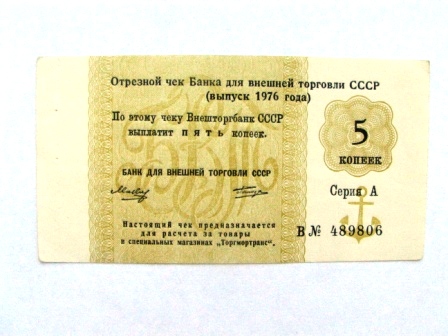 Отрезной чек Банка для внешней торговли СССР
(выпуск 1976 года)
По этому чеку Внешторгбанк СССР
выплатит пять копеек.
БАНК ДЛЯ ВНЕШНЕЙ ТОРГОВЛИ СССР
5
КОПЕЕК
Серия А
Настоящий чек предназначается
для расчета за товары
в специальных магазинах „Торгмортранс".
В № 489806